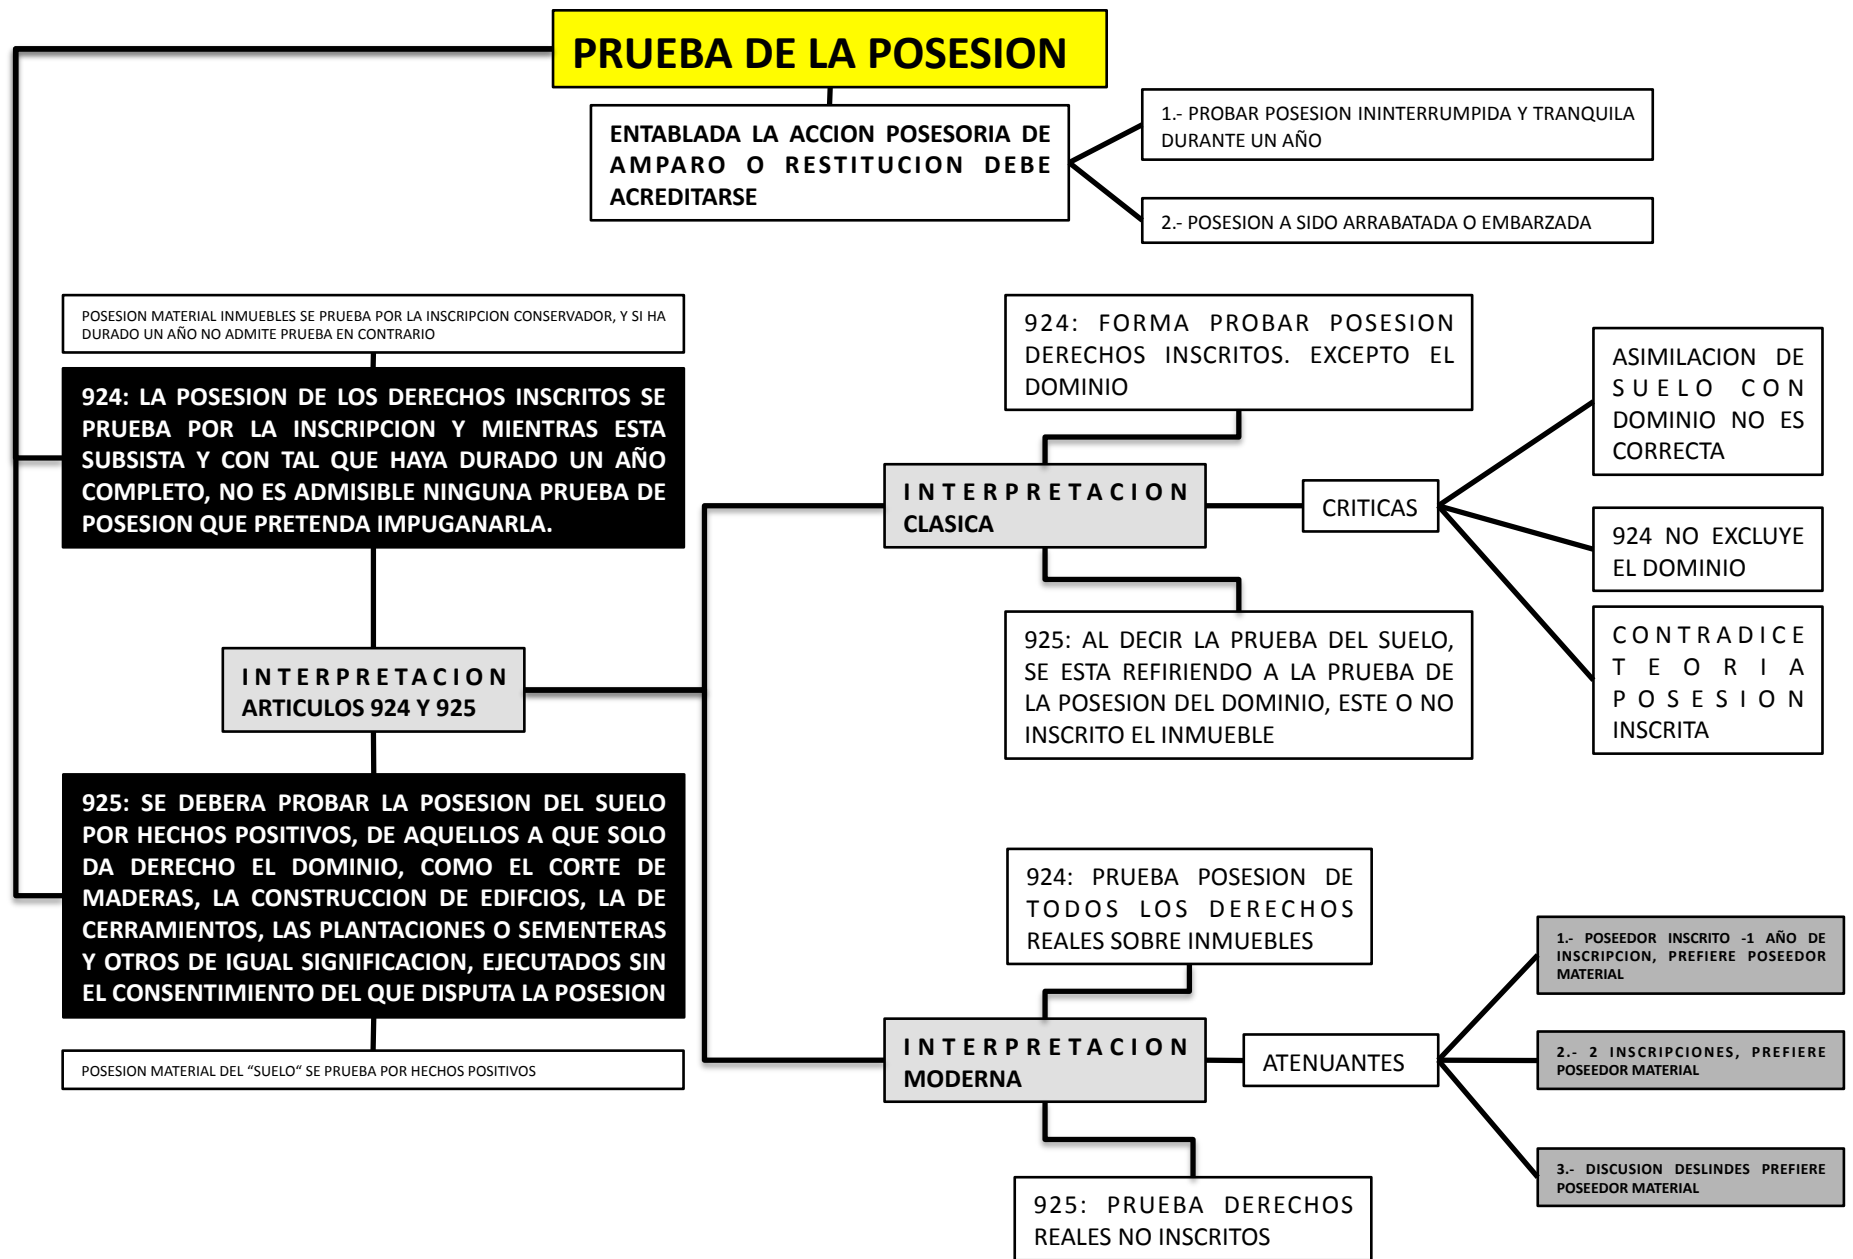 PRUEBA DE LA POSESION
ENTABLADA LA ACCION POSESORIA DE
AMPARO O RESTITUCION DEBE
ACREDITARSE
1.- PROBAR POSESION ININTERRUMPIDA Y TRANQUILA
DURANTE UN AÑO
2.- POSESION A SIDO ARRABATADA O EMBARZADA
POSESION MATERIAL INMUEBLES SE PRUEBA POR LA INSCRIPCION CONSERVADOR, Y SI HA
DURADO UN AÑO NO ADMITE PRUEBA EN CONTRARIO
924: LA POSESION DE LOS DERECHOS INSCRITOS SE
PRUEBA POR LA INSCRIPCION Y MIENTRAS ESTA
SUBSISTA Y CON TAL QUE HAYA DURADO UN AÑO
COMPLETO, NO ES ADMISIBLE NINGUNA PRUEBA DE
POSESION QUE PRETENDA IMPUGANARLA.
INTERPRETACION
ARTICULOS 924 Y 925
925: SE DEBERA PROBAR LA POSESION DEL SUELO
POR HECHOS POSITIVOS, DE AQUELLOS A QUE SOLO
DA DERECHO EL DOMINIO, COMO EL CORTE DE
MADERAS, LA CONSTRUCCION DE EDIFCIOS, LA DE
CERRAMIENTOS, LAS PLANTACIONES O SEMENTERAS
Y OTROS DE IGUAL SIGNIFICACION, EJECUTADOS SIN
EL CONSENTIMIENTO DEL QUE DISPUTA LA POSESION
POSESION MATERIAL DEL “SUELO“ SE PRUEBA POR HECHOS POSITIVOS
924: FORMA PROBAR POSESION
DERECHOS INSCRITOS. EXCEPTO EL
DOMINIO
INTERPRETACION
CLASICA
CRITICAS
ASIMILACION DE
SUELO CON
DOMINIO NO ES
CORRECTA
924 NO EXCLUYE
EL DOMINIO
CONTRADICE
TEORIA
POSESION
INSCRITA
925: AL DECIR LA PRUEBA DEL SUELO,
SE ESTA REFIRIENDO A LA PRUEBA DE
LA POSESION DEL DOMINIO, ESTE O NO
INSCRITO EL INMUEBLE
924: PRUEBA POSESION DE
TODOS LOS DERECHOS
REALES SOBRE INMUEBLES
INTERPRETACION
MODERNA
ATENUANTES
1.- POSEEDOR INSCRITO -1 AÑO DE
INSCRIPCION, PREFIERE POSEEDOR
MATERIAL
2.- 2 INSCRIPCIONES, PREFIERE
POSEEDOR MATERIAL
3.- DISCUSION DESLINDES PREFIERE
POSEEDOR MATERIAL
925: PRUEBA DERECHOS
REALES NO INSCRITOS